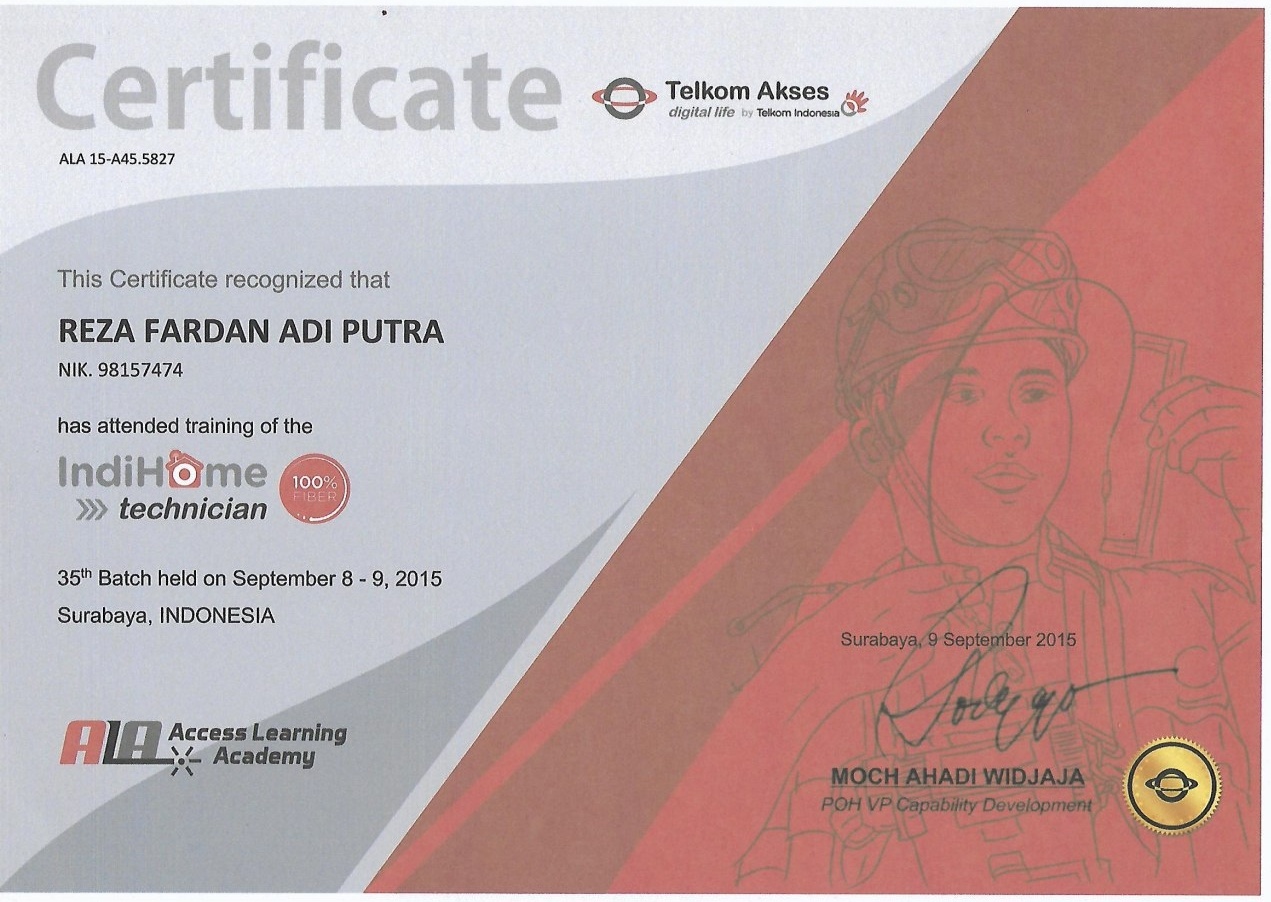 Certificate
Telkom Akses
digital life by Telkom Indonesia
ALA 15-A45.5827
This Certificate recognized that
REZA FARDAN ADI PUTRA
NIK. 98157474
has attended training of the
IndiHome
technician
100%
FIBER
35th Batch held on September 8 - 9, 2015
Surabaya, INDONESIA
Surabaya, 9 September 2015
ALA Access Learning
Academy
MOCH AHADI WIDJAJA
POH VP Capability Development